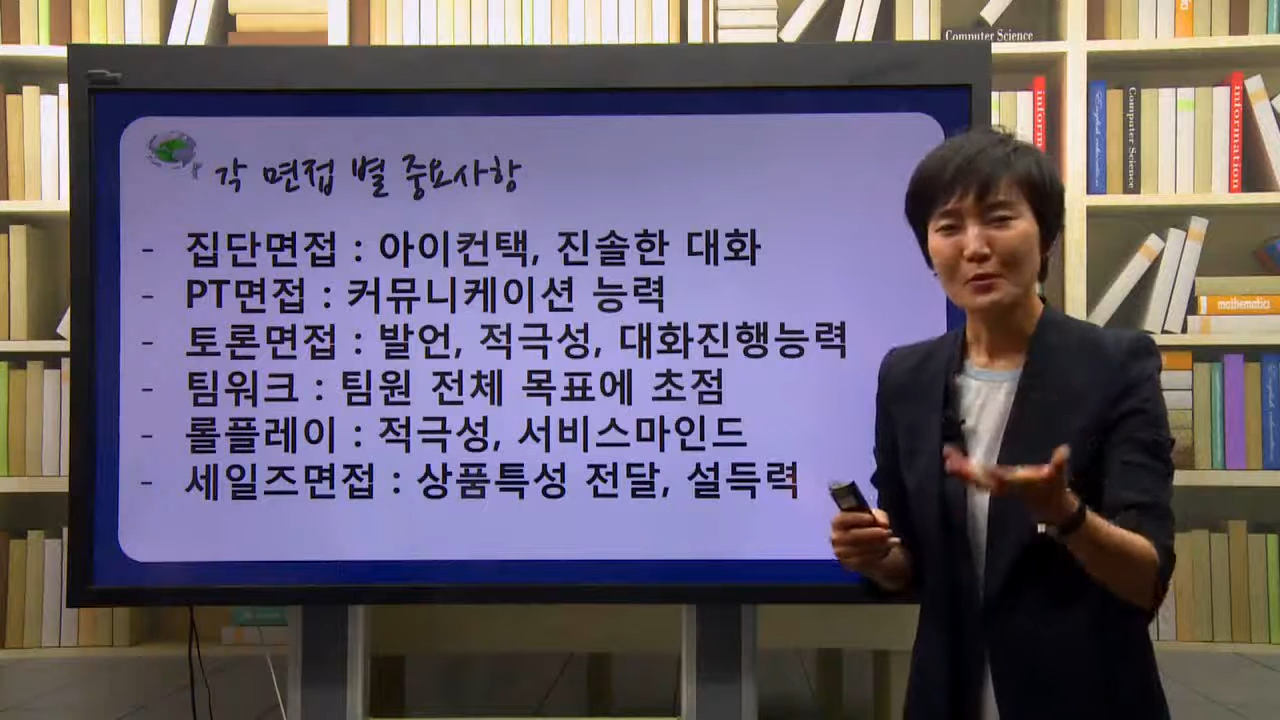 Computer Science
각 면접 별 중요사항
- 집단면접 : 아이컨택, 진솔한 대화
- PT면접 : 커뮤니케이션 능력
- 토론면접 : 발언, 적극성, 대화진행능력
- 팀워크 : 팀원 전체 목표에 초점
- 롤플레이 : 적극성, 서비스마인드
- 세일즈면접 : 상품특성 전달, 설득력
inform
Computer Science
information
mathematics